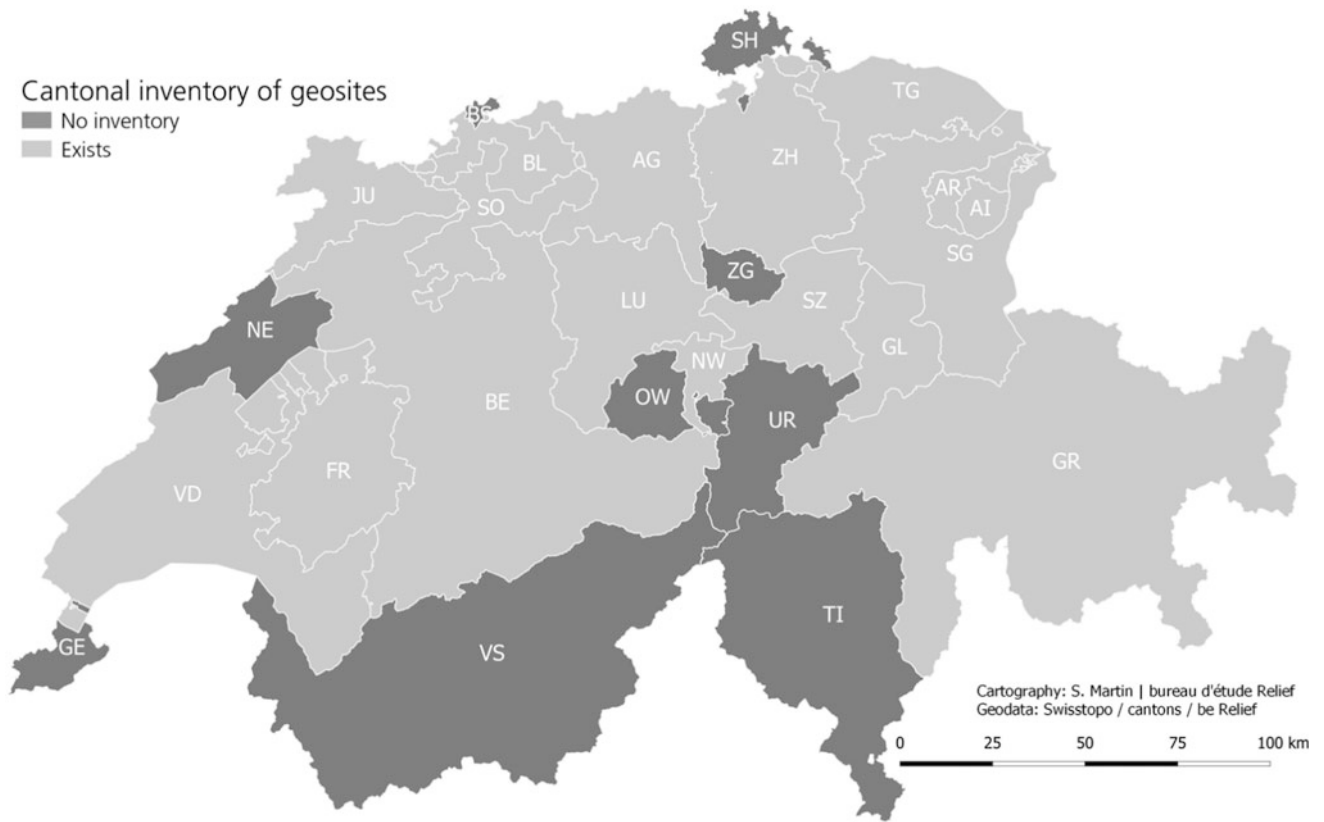 SH
Cantonal inventory of geosites
No inventory
Exists
TG
BS
BL
AG
ZH
JU
SO
AR
AI
SG
ZG
LU
SZ
NE
GL
NW
OW
BE
UR
FR
GR
VD
TI
GE
VS
Cartography: S. Martin | bureau d'étude Relief
Geodata: Swisstopo / cantons / be Relief
0 25 50 75 100 km